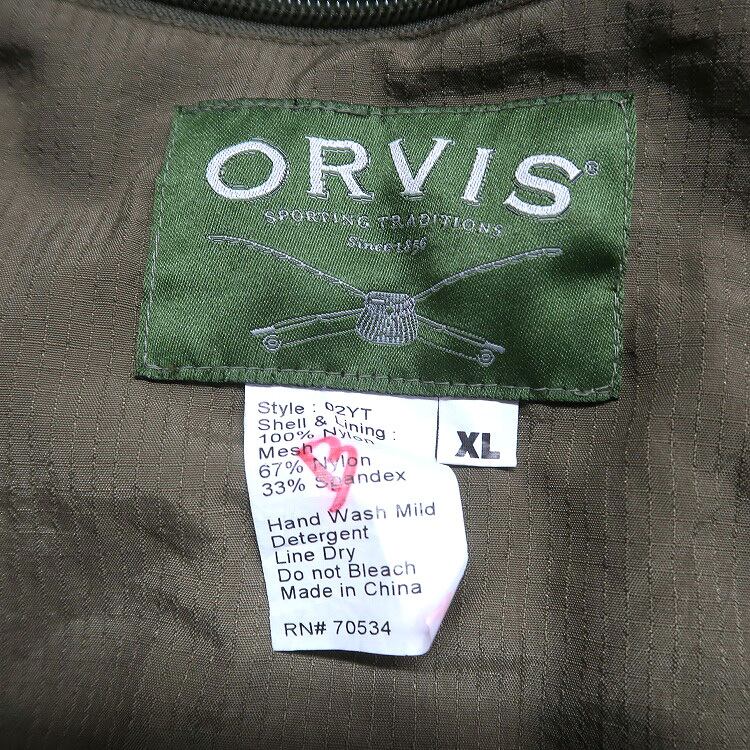 ORVIS®
SPORTING TRADITIONS
Since 1856
Style : 02YT
Shell & Lining :
100% Nylon
Mesh
67% Nylon
33% Spandex
XL
Hand Wash Mild
Detergent
Line Dry
Do not Bleach
Made in China
RN# 70534